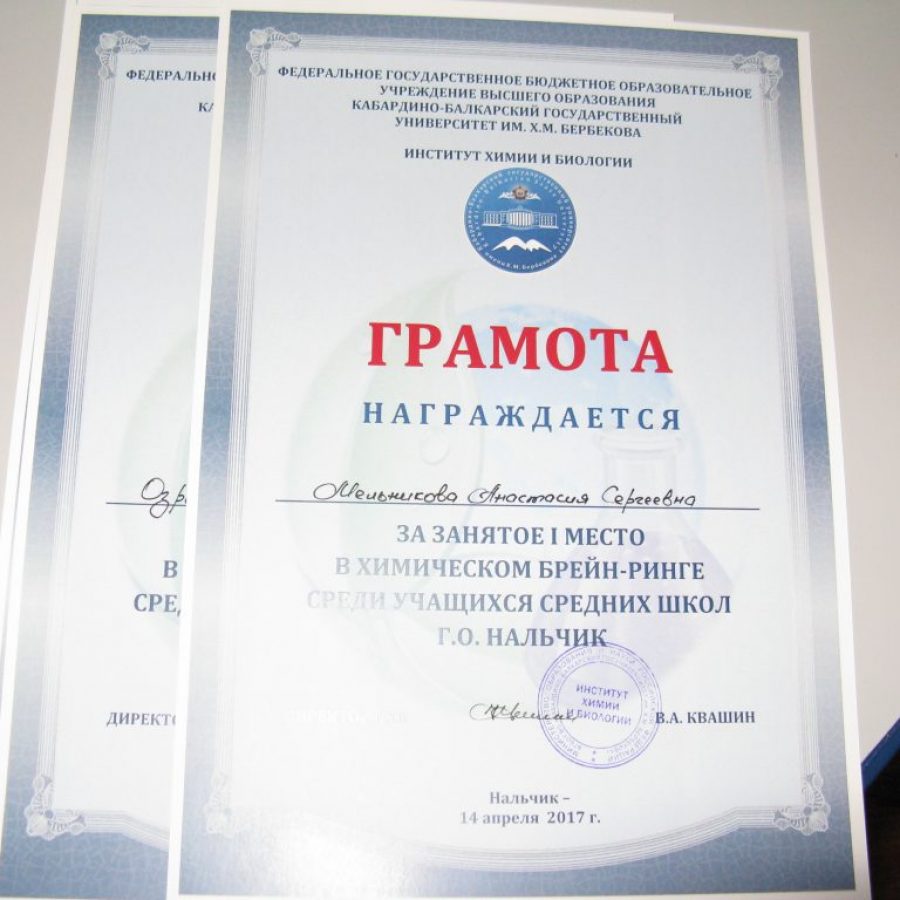 ФЕДЕРАЛЬНОЕ ГОСУДАРСТВЕННОЕ БЮДЖЕТНОЕ ОБРАЗОВАТЕЛЬНОЕ
УЧРЕЖДЕНИЕ ВЫСШЕГО ОБРАЗОВАНИЯ
КАБАРДИНО-БАЛКАРСКИЙ ГОСУДАРСТВЕННЫЙ
УНИВЕРСИТЕТ ИМ. Х.М. БЕРБЕКОВА
ИНСТИТУТ ХИМИИ И БИОЛОГИИ
ГРАМОТА
НАГРАЖДАЕТСЯ
Мельникова Анастасия Сергеевна
ЗА ЗАНЯТОЕ I МЕСТО
В ХИМИЧЕСКОМ БРЕЙН-РИНГЕ
СРЕДИ УЧАЩИХСЯ СРЕДНИХ ШКОЛ
Г.О. НАЛЬЧИК
ИНСТИТУТ
ХИМИИ
И БИОЛОГИИ
В.А. КВАШИН
Нальчик –
14 апреля 2017 г.